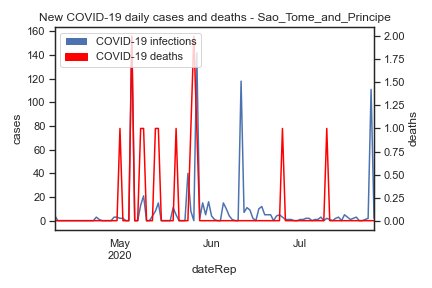 New COVID-19 daily cases and deaths - Sao_Tome_and_Principe
COVID-19 infections
COVID-19 deaths
160
140
120
100
80
60
40
20
0
cases
2.00
1.75
1.50
1.25
1.00
0.75
0.50
0.25
0.00
deaths
May Jun Jul
2020
dateRep